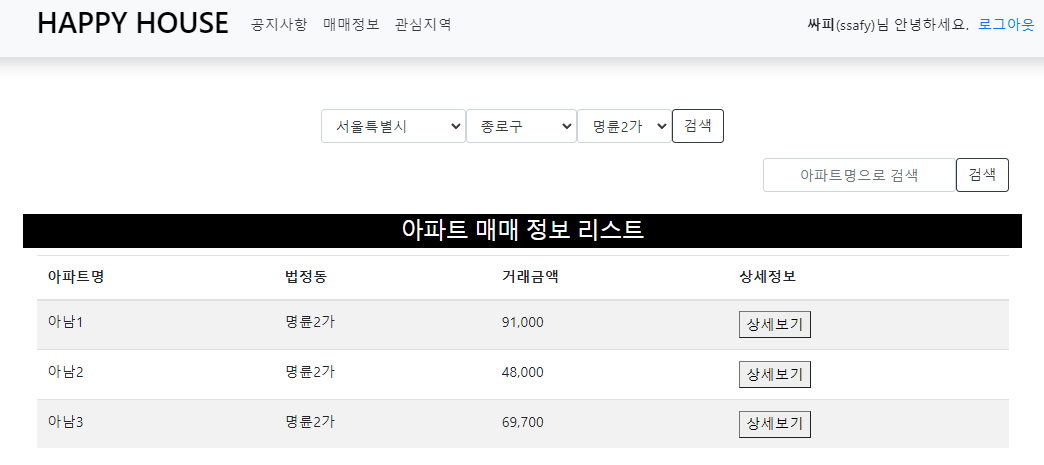 HAPPY HOUSE 공지사항 매매정보 관심지역 싸피(ssafy)님 안녕하세요. 로그아웃
서울특별시 종로구 명륜2가 검색
아파트명으로 검색 검색
아파트 매매 정보 리스트
아파트명 법정동 거래금액 상세정보
아남1 명륜2가 91,000 상세보기
아남2 명륜2가 48,000 상세보기
아남3 명륜2가 69,700 상세보기